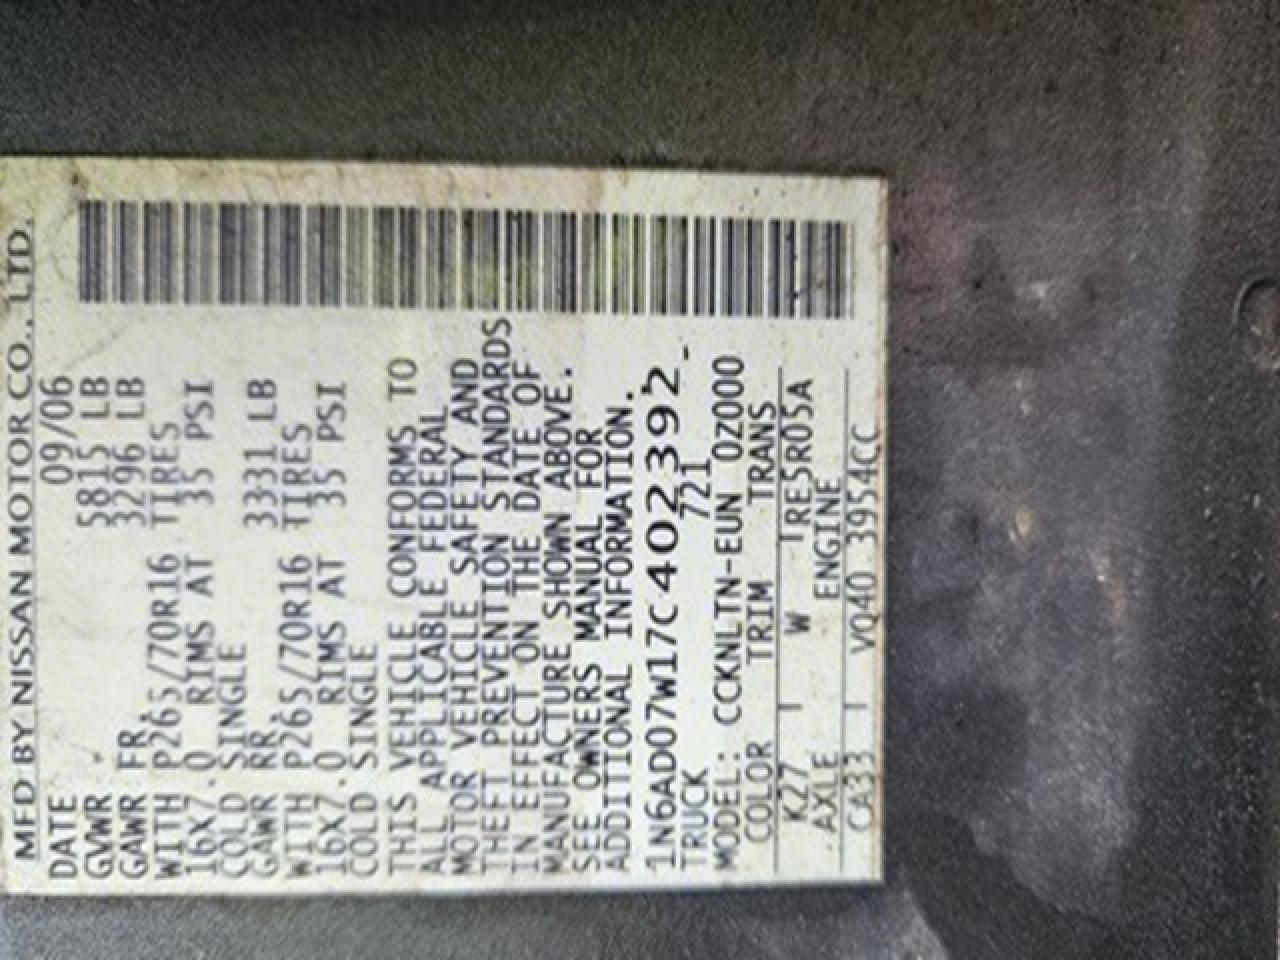 MFD BY NISSAN MOTOR CO., LTD.
DATE 09/06
GVWR 5815 LB
GAWR FR. 3296 LB
WITH P265/70R16 TIRES
16X7.0 RIMS AT 35 PSI
COLD SINGLE
GAWR RR. 3331 LB
WITH P265/70R16 TIRES
16X7.0 RIMS AT 35 PSI
COLD SINGLE
THIS VEHICLE CONFORMS TO
ALL APPLICABLE FEDERAL
MOTOR VEHICLE SAFETY AND
THEFT PREVENTION STANDARDS
IN EFFECT ON THE DATE OF
MANUFACTURE SHOWN ABOVE.
SEE OWNERS MANUAL FOR
ADDITIONAL INFORMATION.
1N6AD07W17C402392
TRUCK 721
MODEL: CCKNLTN-EUN 0Z000
COLOR TRIM TRANS
KZ7 W RE5R05A
AXLE ENGINE
CA33 VQ40 3954CC